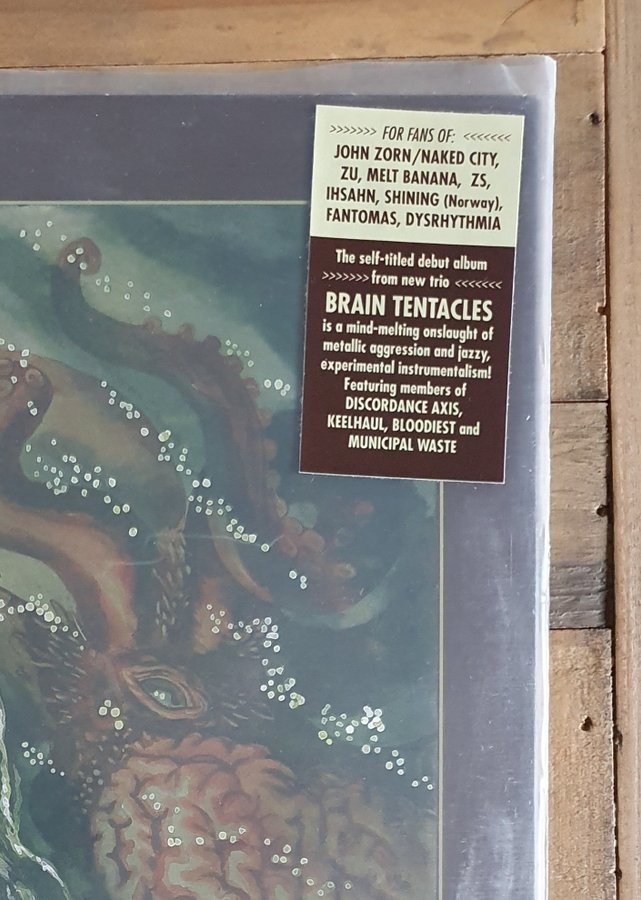 >>>>>>> FOR FANS OF: <<<<<<<
JOHN ZORN/NAKED CITY,
ZU, MELT BANANA, ZS,
IHSAHN, SHINING (Norway),
FANTOMAS, DYSRHYTHMIA
The self-titled debut album
>>>>>>> from new trio <<<<<<<
BRAIN TENTACLES
is a mind-melting onslaught of
metallic aggression and jazzy,
experimental instrumentalism!
Featuring members of
DISCORDANCE AXIS,
KEELHAUL, BLOODIEST and
MUNICIPAL WASTE